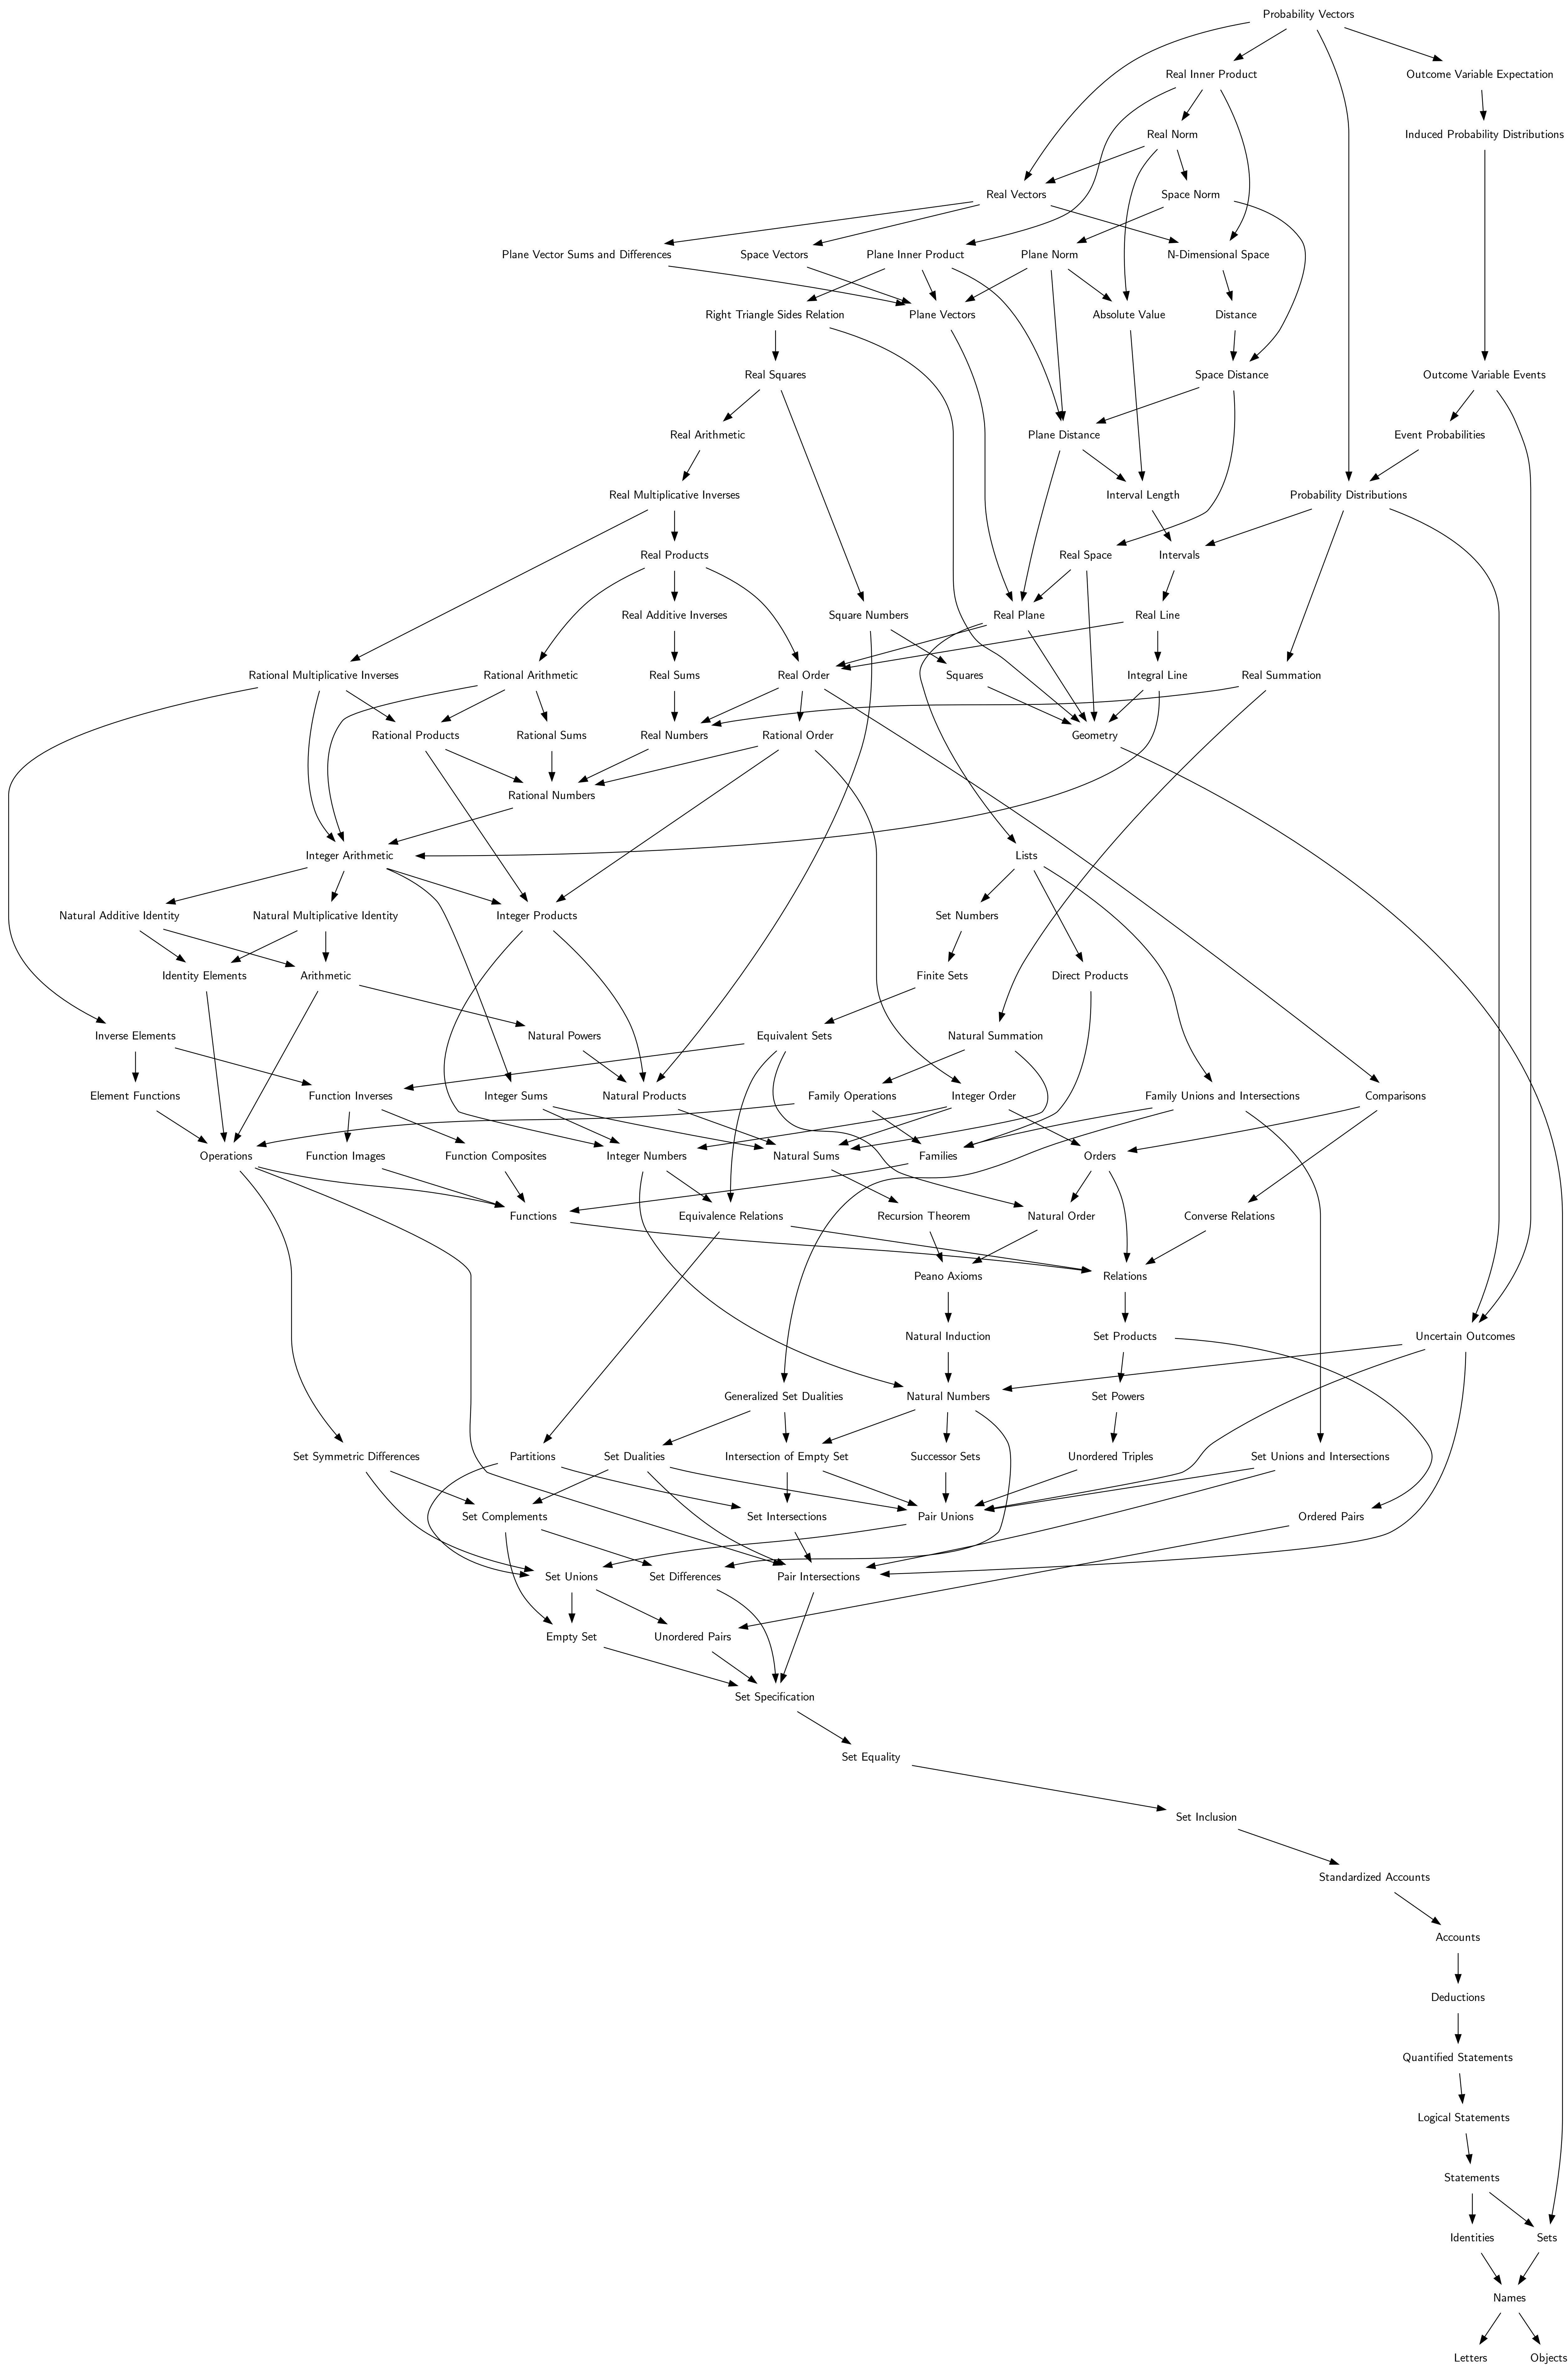 Probability Vectors
Real Inner Product
Outcome Variable Expectation
Real Norm
Induced Probability Distributions
Real Vectors
Space Norm
Plane Vector Sums and Differences
Space Vectors
Plane Inner Product
Plane Norm
N-Dimensional Space
Right Triangle Sides Relation
Plane Vectors
Absolute Value
Distance
Real Squares
Space Distance
Outcome Variable Events
Real Arithmetic
Plane Distance
Event Probabilities
Real Multiplicative Inverses
Interval Length
Probability Distributions
Real Products
Real Space
Intervals
Real Additive Inverses
Square Numbers
Real Plane
Real Line
Rational Multiplicative Inverses
Rational Arithmetic
Real Sums
Real Order
Squares
Integral Line
Real Summation
Rational Products
Rational Sums
Real Numbers
Rational Order
Geometry
Rational Numbers
Integer Arithmetic
Lists
Natural Additive Identity
Natural Multiplicative Identity
Integer Products
Set Numbers
Identity Elements
Arithmetic
Finite Sets
Direct Products
Inverse Elements
Natural Powers
Equivalent Sets
Natural Summation
Element Functions
Function Inverses
Integer Sums
Natural Products
Family Operations
Integer Order
Family Unions and Intersections
Comparisons
Operations
Function Images
Function Composites
Integer Numbers
Natural Sums
Families
Orders
Functions
Equivalence Relations
Recursion Theorem
Natural Order
Converse Relations
Peano Axioms
Relations
Natural Induction
Set Products
Uncertain Outcomes
Generalized Set Dualities
Natural Numbers
Set Powers
Set Symmetric Differences
Partitions
Set Dualities
Intersection of Empty Set
Successor Sets
Unordered Triples
Set Unions and Intersections
Set Complements
Set Intersections
Pair Unions
Ordered Pairs
Set Unions
Set Differences
Pair Intersections
Empty Set
Unordered Pairs
Set Specification
Set Equality
Set Inclusion
Standardized Accounts
Accounts
Deductions
Quantified Statements
Logical Statements
Statements
Identities
Sets
Names
Letters
Objects